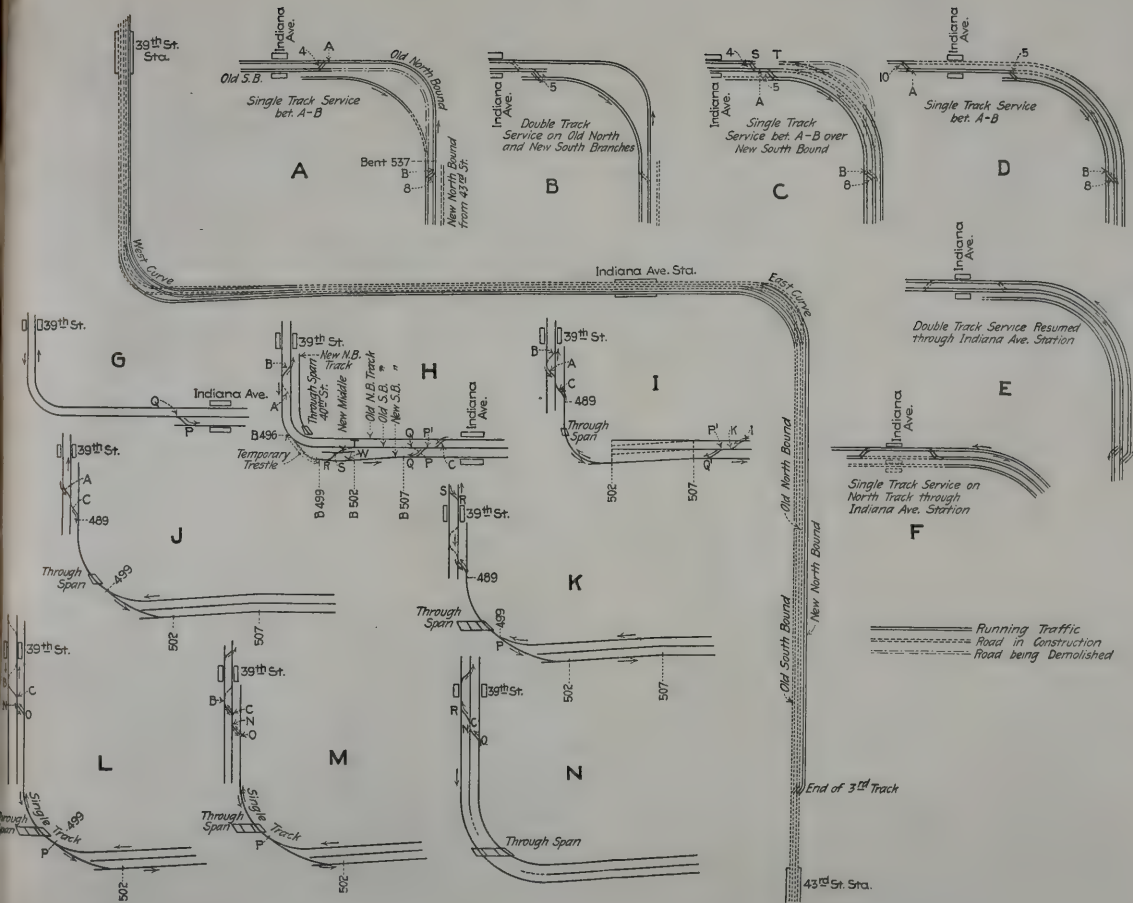 39th St.
Sta.
Indiana
Ave.
4
A
Old North
Bound
Old S.B.
Single Track Service
bet. A-B
Bent 537
B
8
New North Bound
from 43rd St.
A
Indiana
Ave.
5
Double Track
Service on Old North
and New South Branches
B
4
S
T
5
A
Indiana
Ave.
Single Track
Service bet. A-B over
New South Bound
B
8
C
Indiana
Ave.
5
10
A
Single Track Service
bet. A-B
B
8
D
West Curve
Indiana Ave. Sta.
East Curve
Indiana
Ave.
Double Track Service Resumed
through Indiana Ave. Station
E
Indiana
Ave.
Single Track Service on
North Track through
Indiana Ave. Station
F
39th St.
G
Indiana Ave.
Q
P
39th St.
New N.B.
Track
B
A
H
Through Span
40th St.
New Middle
Old N.B. Track
Old S.B. "
New S.B. "
Indiana
Ave.
B 496
Temporary
Trestle
R
S
T
W
Q
P'
Q
P
C
B 499
B 502
B 507
39th St.
B
A
C
489
I
Through
Span
P'
K
J
Q
502
507
39th St.
A
C
489
J
Through
Span
499
502
507
S
R
39th St.
489
K
Through
Span
499
P
502
507
Old North Bound
New North Bound
Old South Bound
Running Traffic
Road in Construction
Road being Demolished
39th St.
B
C
N
O
L
Single Track
Through
Span
499
P
502
39th St.
B
C
N
O
M
Single
Track
Through
Span
P
502
39th St.
R
C
N
O
N
Through Span
End of 3rd Track
43rd St. Sta.